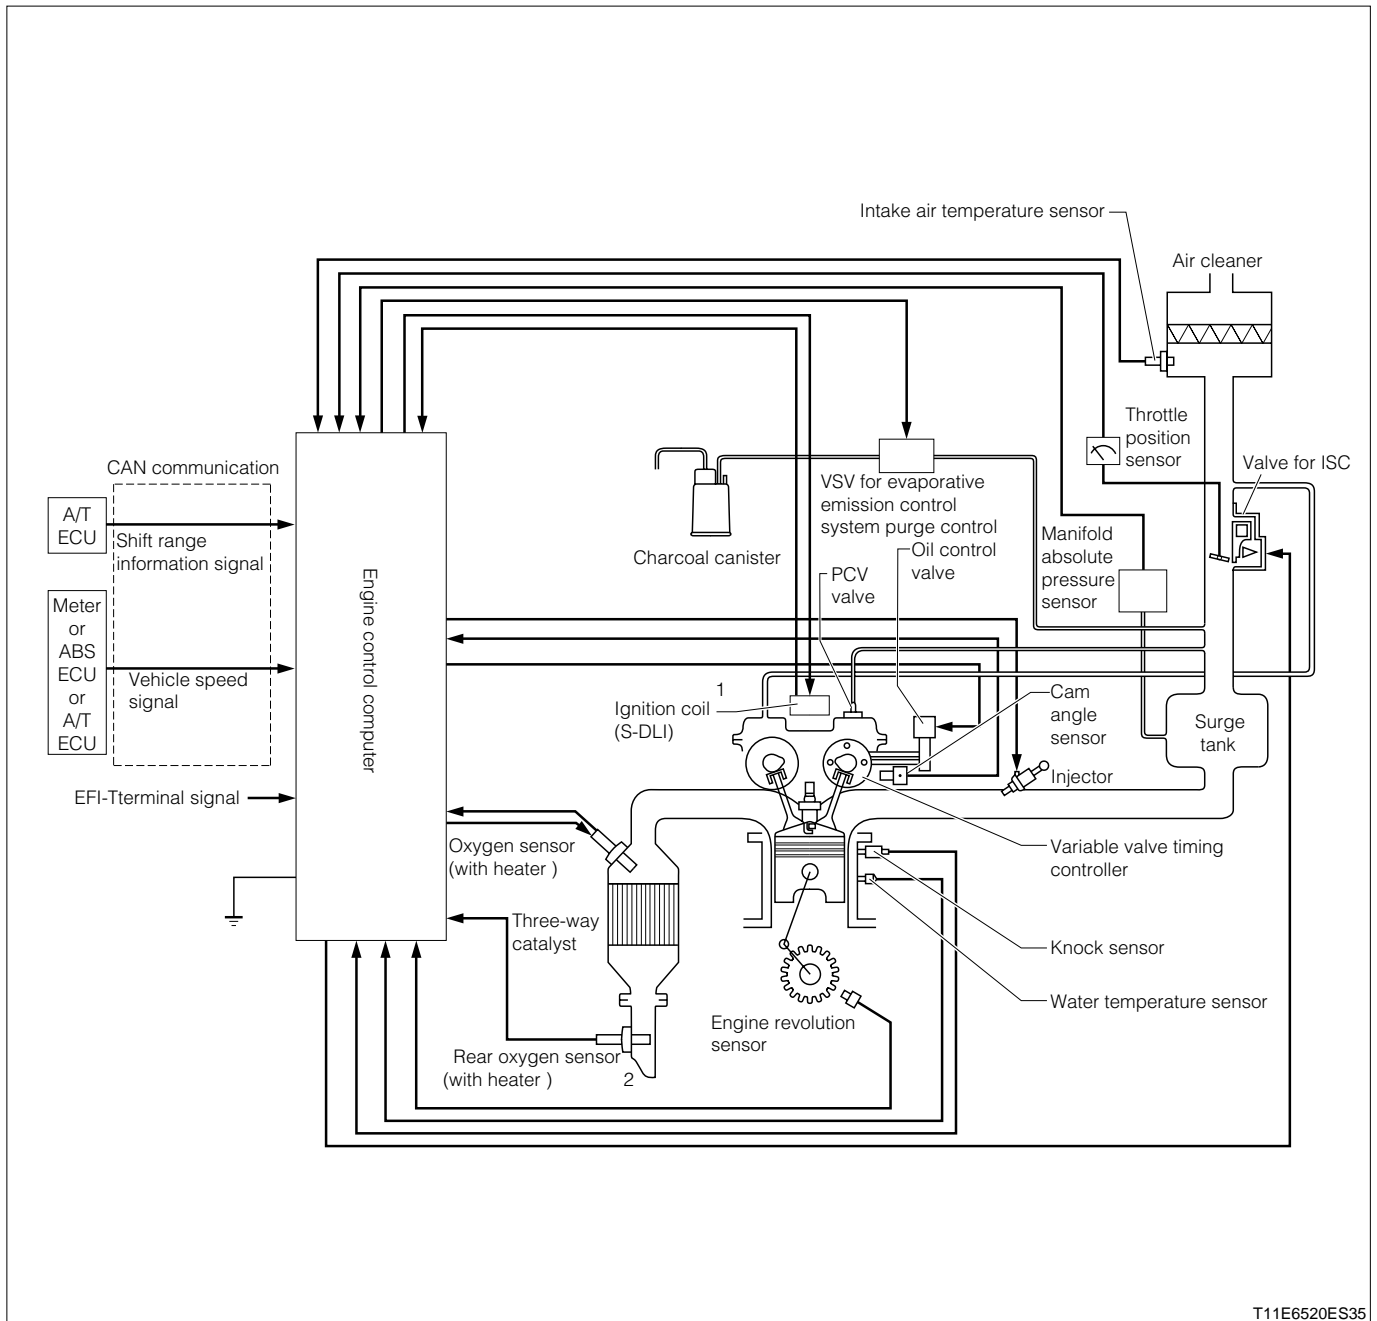 Intake air temperature sensor
Air cleaner
Throttle
position
sensor
Valve for ISC
CAN communication
A/T
ECU
Shift range
information signal
Meter
or
ABS
ECU
or
A/T
ECU
Vehicle speed
signal
EFI-Tterminal signal
Engine control computer
Charcoal canister
VSV for evaporative
emission control
system purge control
Manifold
absolute
pressure
sensor
Oil control
valve
PCV
valve
1
Ignition coil
(S-DLI)
Cam
angle
sensor
Surge
tank
Injector
Oxygen sensor
(with heater )
Variable valve timing
controller
Three-way
catalyst
Knock sensor
Water temperature sensor
Engine revolution
sensor
Rear oxygen sensor
(with heater )
2
T11E6520ES35